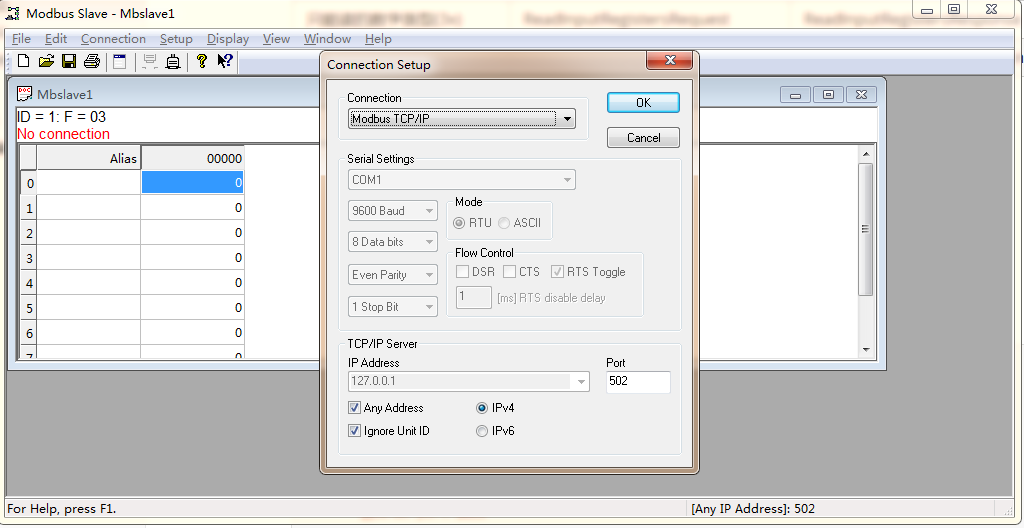 Modbus Slave - Mbslave1
File Edit Connection Setup Display View Window Help
Mbslave1
ID = 1: F = 03
No connection
Alias 00000
0 0
1 0
2 0
3 0
4 0
5 0
6 0
Connection Setup
Connection
Modbus TCP/IP
OK
Cancel
Serial Settings
COM1
9600 Baud
8 Data bits
Even Parity
1 Stop Bit
Mode
RTU ASCII
Flow Control
DSR CTS RTS Toggle
1 [ms] RTS disable delay
TCP/IP Server
IP Address Port
127.0.0.1 502
Any Address IPv4
Ignore Unit ID IPv6
For Help, press F1. [Any IP Address]: 502